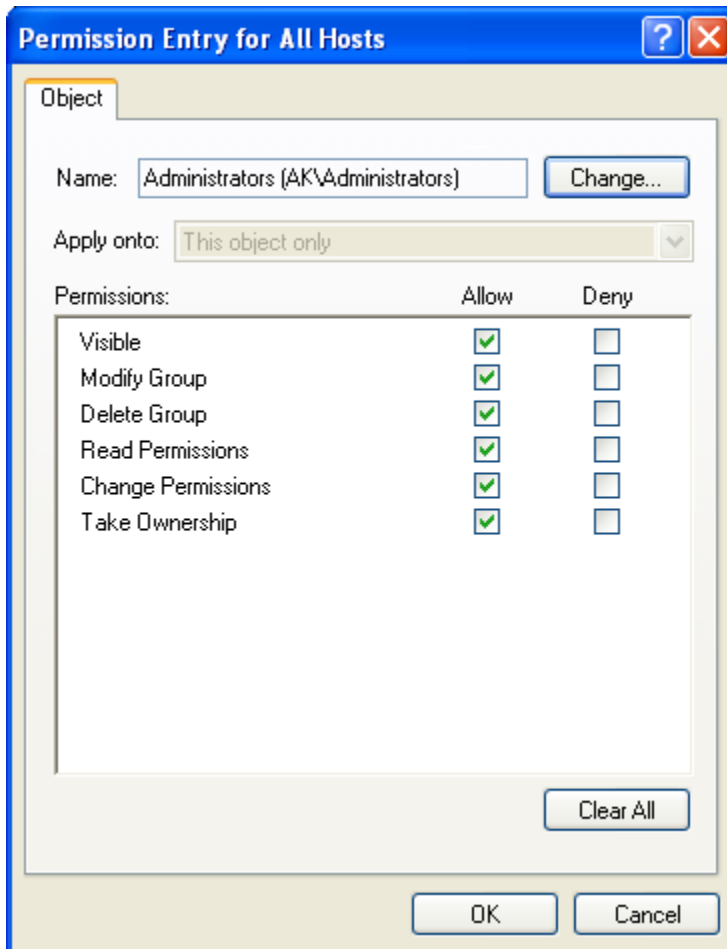 Permission Entry for All Hosts
Object
Name: Administrators (AK\Administrators) Change...
Apply onto: This object only
Permissions: Allow Deny
Visible
Modify Group
Delete Group
Read Permissions
Change Permissions
Take Ownership
Clear All
OK Cancel